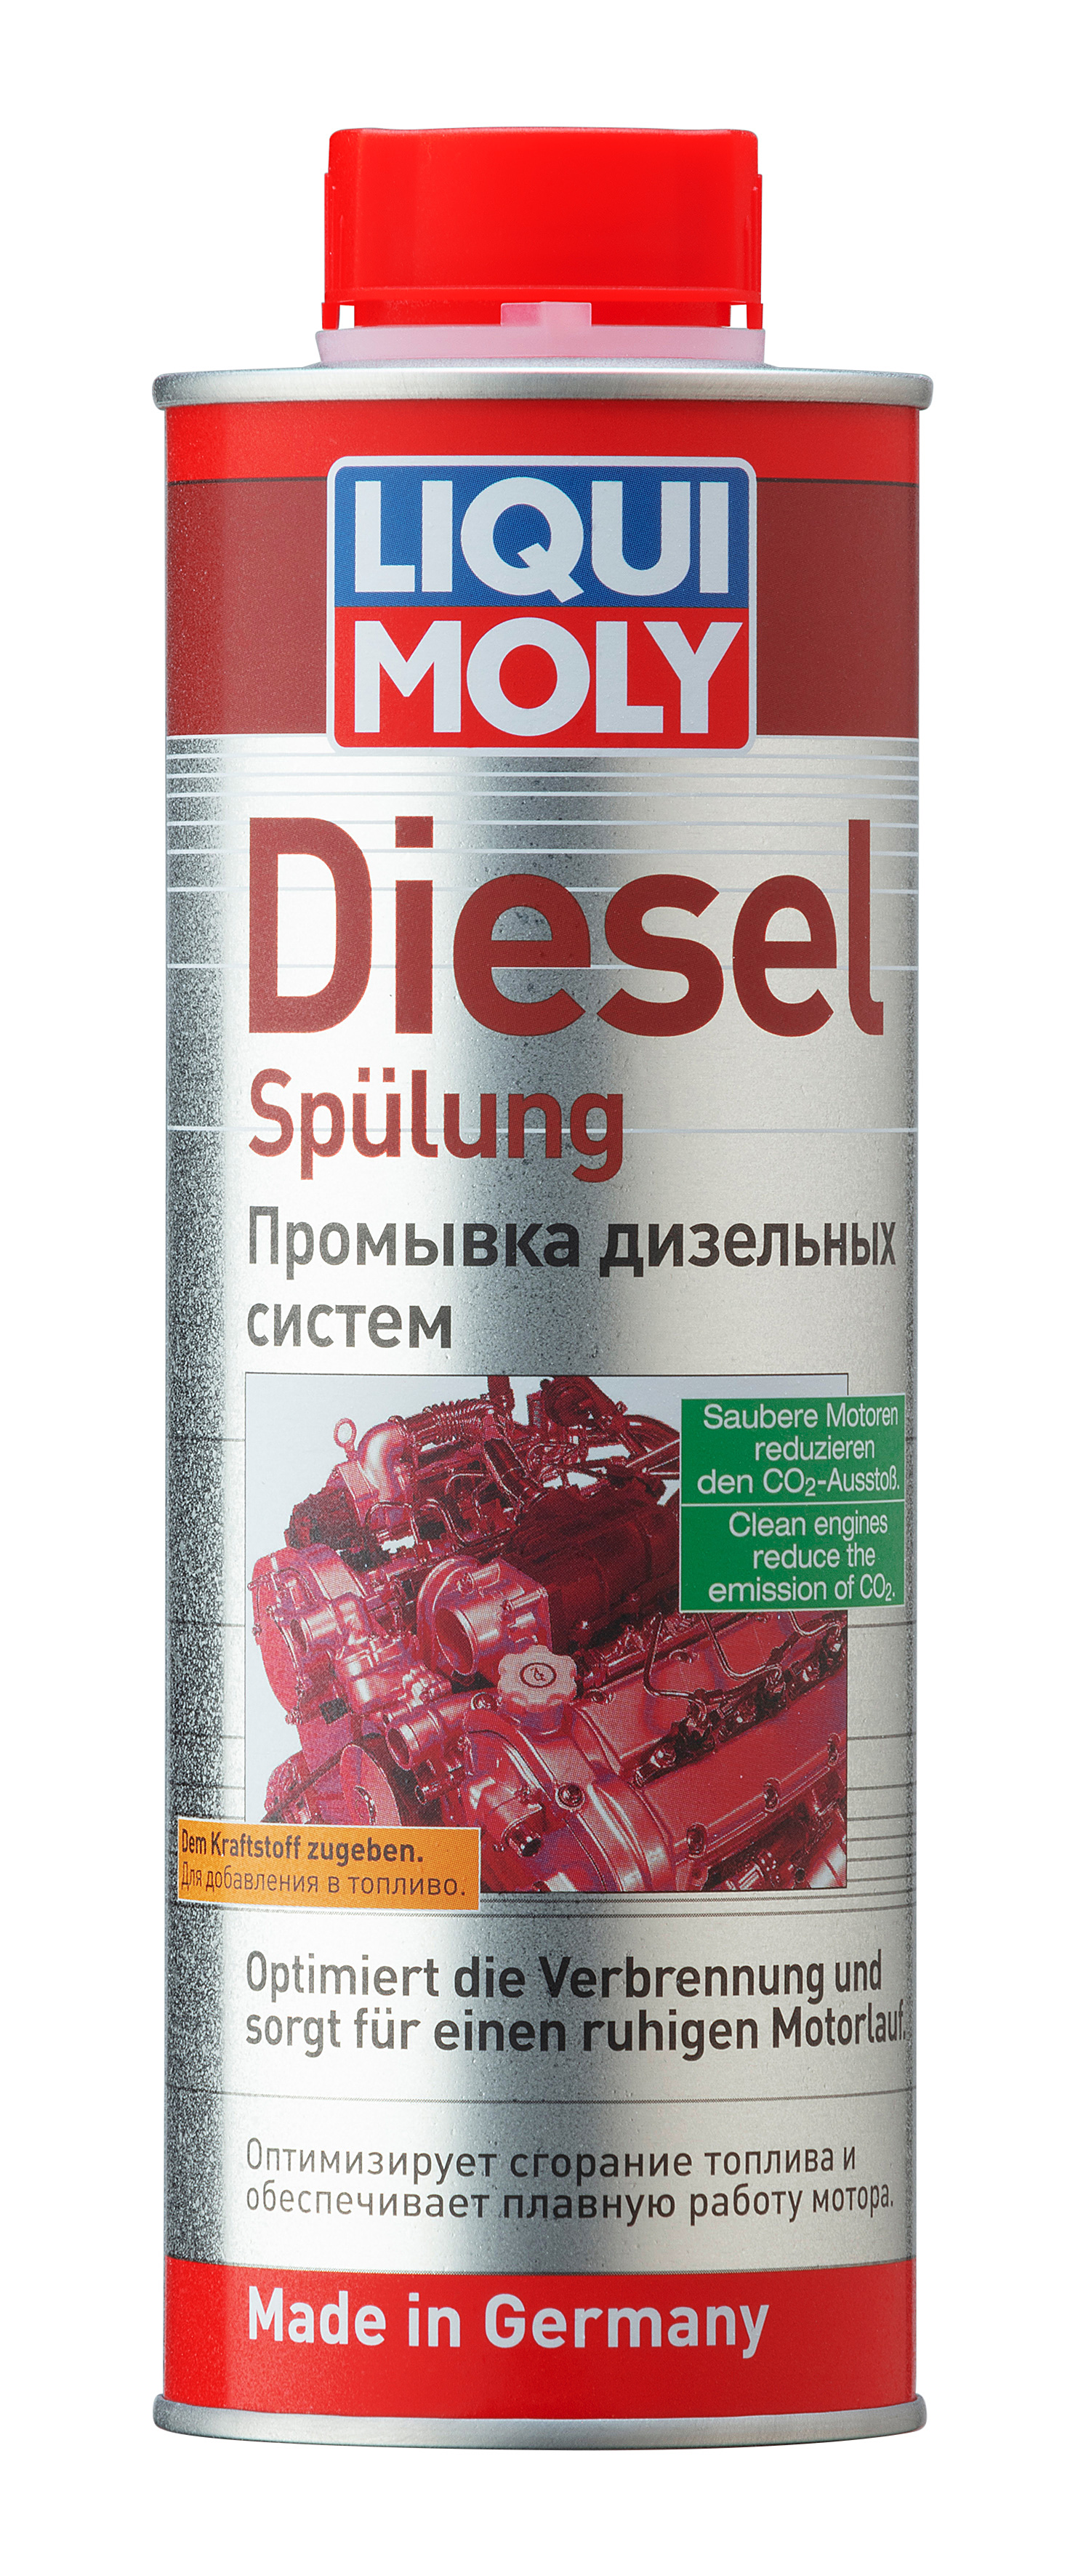 LIQUI
MOLY
Diesel
Spülung
Промывка дизельных
систем
Saubere Motoren
reduzieren
den CO₂-Ausstoß.
Clean engines
reduce the
emission of CO₂.
Dem Kraftstoff zugeben.
Для добавления в топливо.
Optimiert die Verbrennung und
sorgt für einen ruhigen Motorlauf.
Оптимизирует сгорание топлива и
обеспечивает плавную работу мотора.
Made in Germany